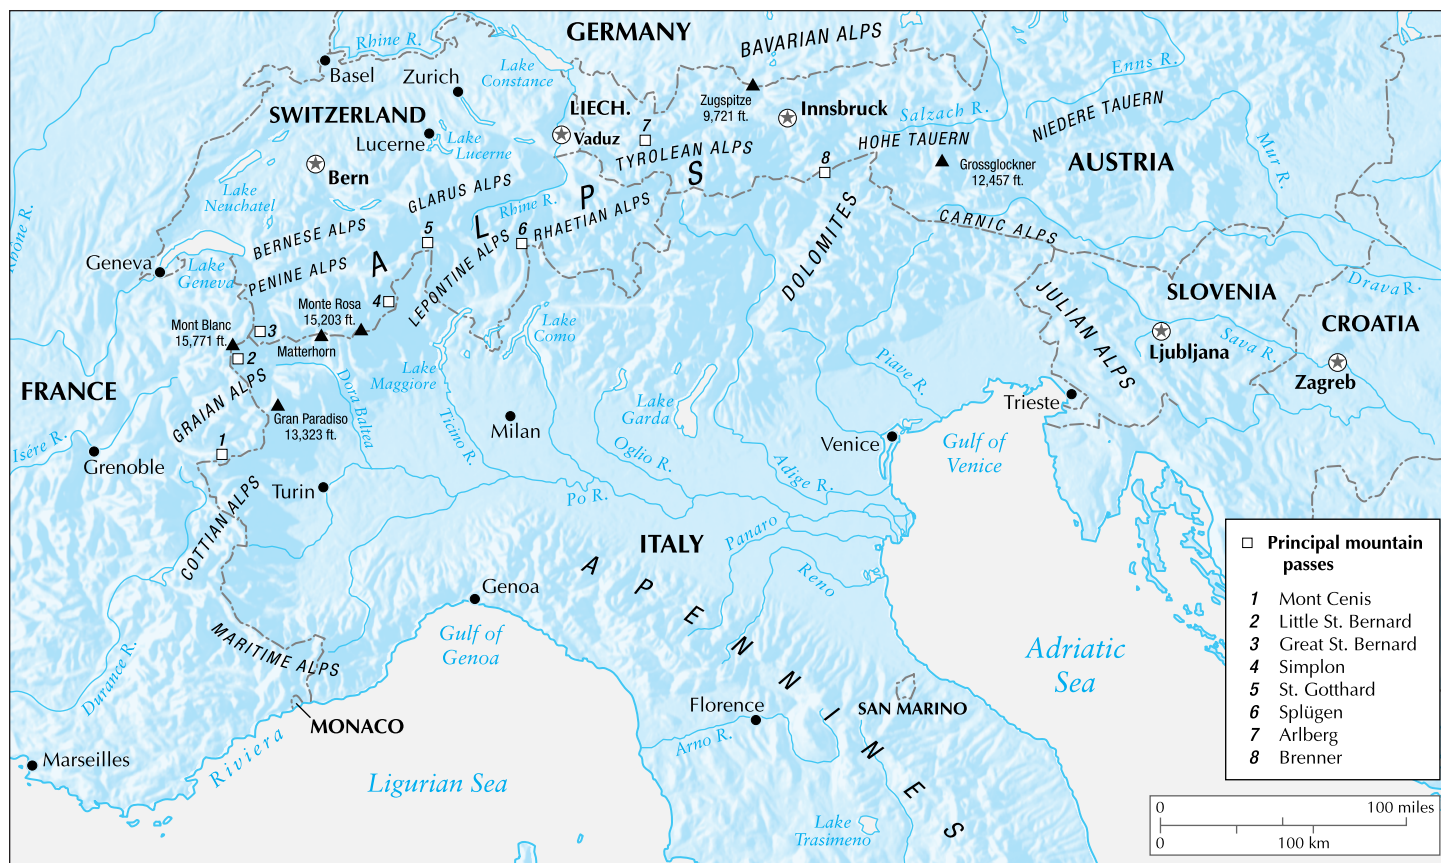 GERMANY
BAVARIAN ALPS
Rhine R.
Basel
Zurich
Lake
Constance
Enns R.
Zugspitze
9,721 ft.
Innsbruck
Salzach R.
SWITZERLAND
LIECH.
Vaduz
7
NIEDERE TAUERN
Lucerne
Lake
Lucerne
TYROLEAN ALPS
HOHE TAUERN
8
Grossglockner
12,457 ft.
AUSTRIA
Mur R.
Bern
Lake
Neuchatel
GLARUS ALPS
Rhine R.
RHAETIAN ALPS
A L P S
DOLOMITES
CARNIC ALPS
Rhône R.
BERNESE ALPS
5
6
Geneva
Lake
Geneva
PENINE ALPS
LEPONTINE ALPS
4
JULIAN ALPS
SLOVENIA
Drava R.
CROATIA
Monte Rosa
15,203 ft.
Mont Blanc
15,771 ft.
3
Matterhorn
2
Lake
Como
Ljubljana
Sava R.
Zagreb
FRANCE
GRAIAN ALPS
Dora Baltea
Lake
Maggiore
Piave R.
Trieste
Gran Paradiso
13,323 ft.
Ticino R.
Milan
Lake
Garda
Venice
Gulf of
Venice
Isére R.
Grenoble
1
Oglio R.
Adige R.
Turin
Po R.
COTTIAN ALPS
Panaro
ITALY
Reno
APENNINES
Genoa
Gulf of
Genoa
MARITIME ALPS
Durance R.
Adriatic
Sea
MONACO
Florence
Arno R.
SAN MARINO
Marseilles
Riviera
Ligurian Sea
Lake
Trasimeno
Principal mountain
passes
1 Mont Cenis
2 Little St. Bernard
3 Great St. Bernard
4 Simplon
5 St. Gotthard
6 Splügen
7 Arlberg
8 Brenner
0 100 miles
0 100 km